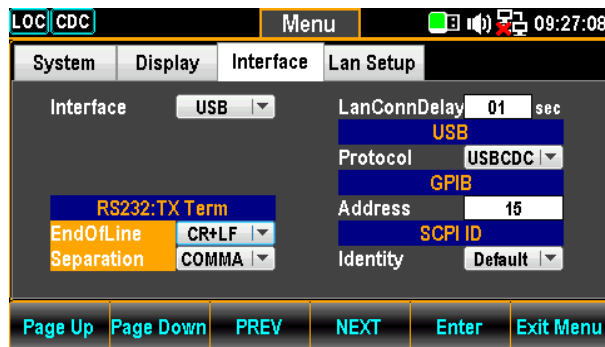 LOC CDC Menu 09:27:08
System Display Interface Lan Setup
Interface USB LanConnDelay 01 sec
USB
Protocol USBCDC
GPIB
RS232:TX Term Address 15
EndOfLine CR+LF SCPI ID
Separation COMMA Identity Default
Page Up Page Down PREV NEXT Enter Exit Menu